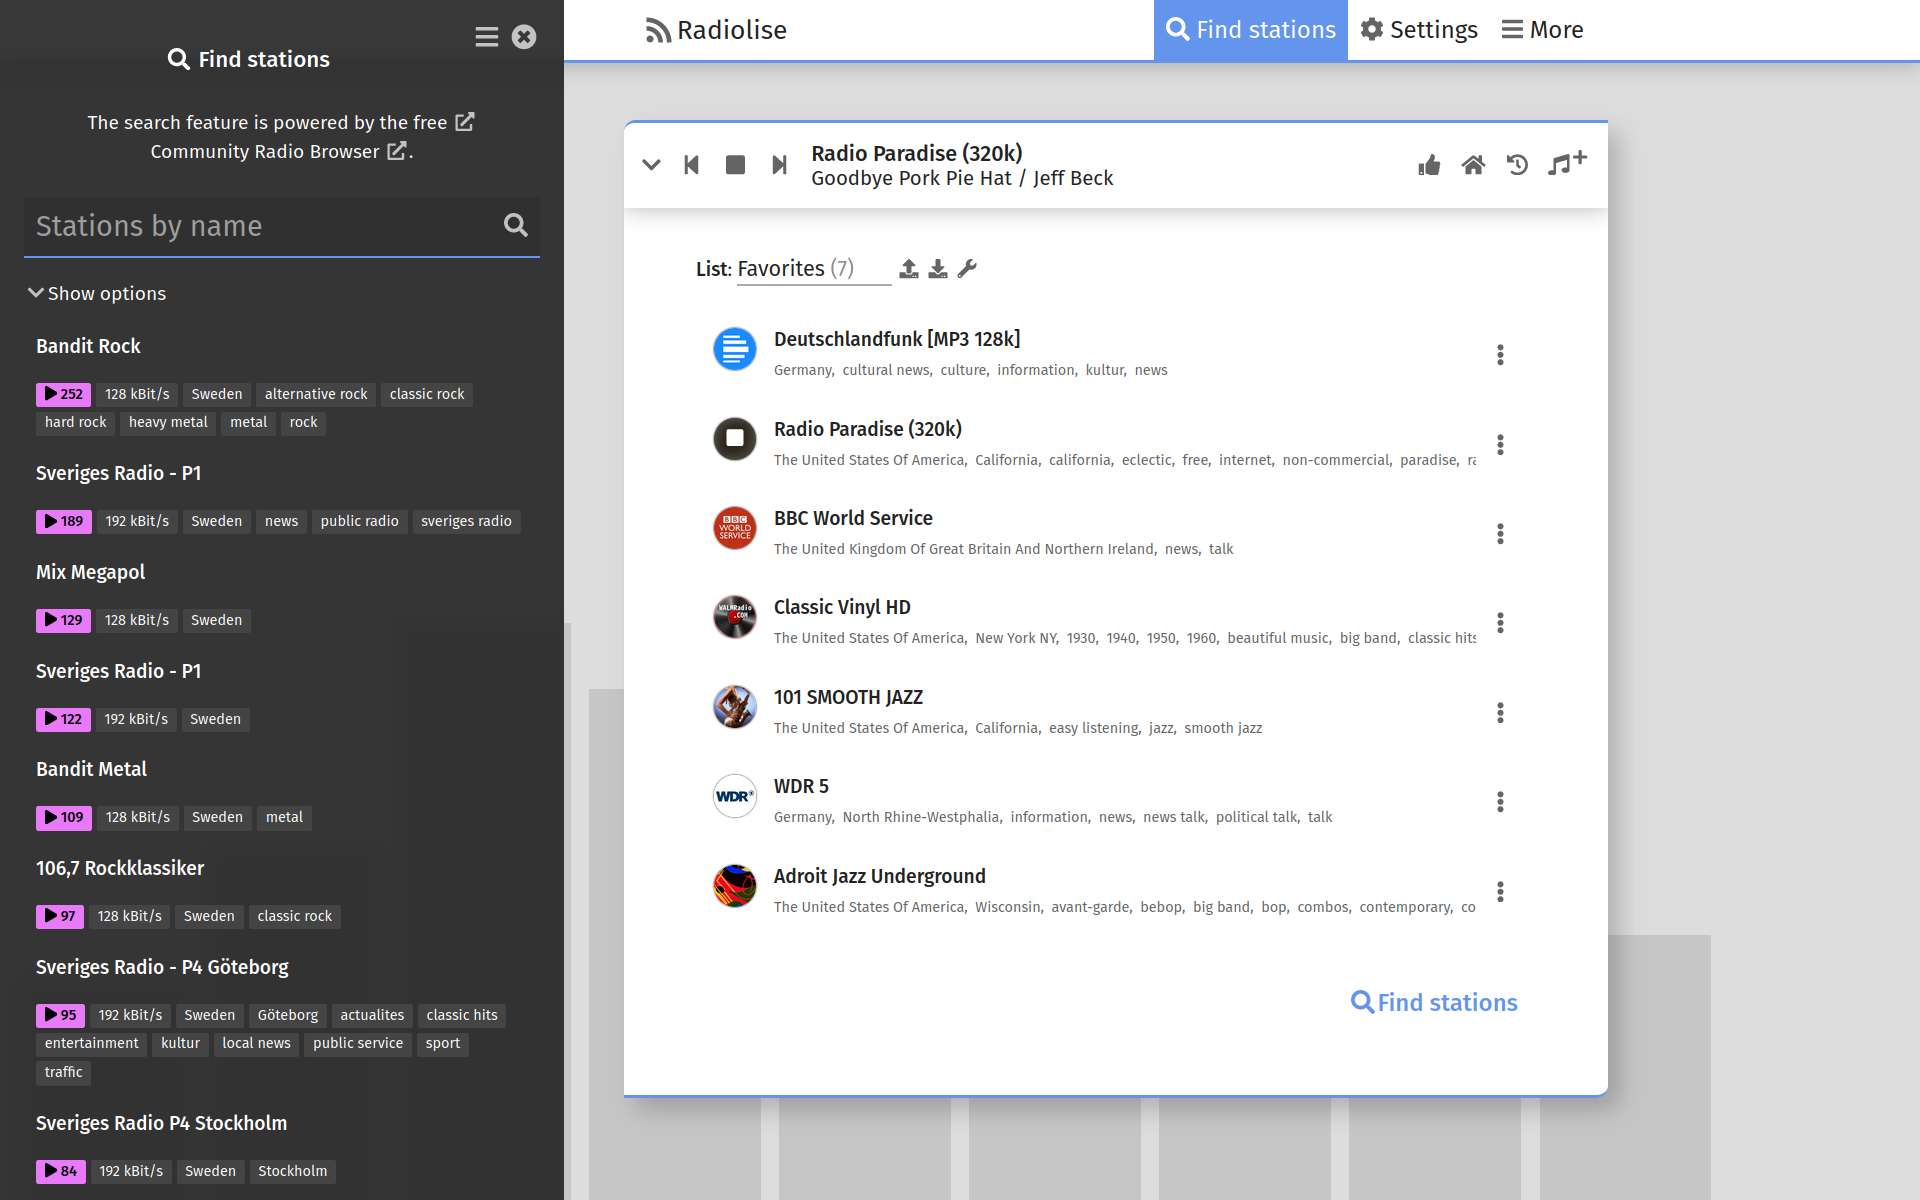 Find stations
The search feature is powered by the free
Community Radio Browser .
Stations by name
Show options
Bandit Rock
252 128 kBit/s Sweden alternative rock classic rock
hard rock heavy metal metal rock
Sveriges Radio - P1
189 192 kBit/s Sweden news public radio sveriges radio
Mix Megapol
129 128 kBit/s Sweden
Sveriges Radio - P1
122 192 kBit/s Sweden
Bandit Metal
109 128 kBit/s Sweden metal
106,7 Rockklassiker
97 128 kBit/s Sweden classic rock
Sveriges Radio - P4 Göteborg
95 192 kBit/s Sweden Göteborg actualites classic hits
entertainment kultur local news public service sport
traffic
Sveriges Radio P4 Stockholm
84 192 kBit/s Sweden Stockholm
Radiolise
Find stations Settings More
Radio Paradise (320k)
Goodbye Pork Pie Hat / Jeff Beck
List: Favorites (7)
Deutschlandfunk [MP3 128k]
Germany, cultural news, culture, information, kultur, news
Radio Paradise (320k)
The United States Of America, California, california, eclectic, free, internet, non-commercial, paradise, ra
BBC
WORLD
SERVICE
BBC World Service
The United Kingdom Of Great Britain And Northern Ireland, news, talk
WALMRadio
.COM
Classic Vinyl HD
The United States Of America, New York NY, 1930, 1940, 1950, 1960, beautiful music, big band, classic hits
101 SMOOTH JAZZ
The United States Of America, California, easy listening, jazz, smooth jazz
WDR
WDR 5
Germany, North Rhine-Westphalia, information, news, news talk, political talk, talk
Adroit Jazz Underground
The United States Of America, Wisconsin, avant-garde, bebop, big band, bop, combos, contemporary, co
Find stations